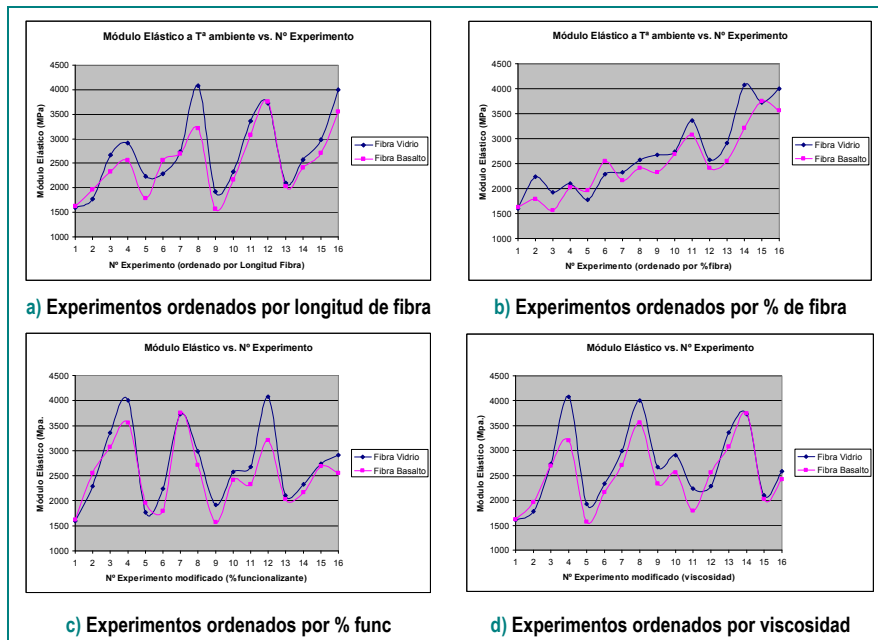 Módulo Elástico a Tª ambiente vs. Nº Experimento
Módulo Elástico (MPa)
4500
4000
3500
3000
2500
2000
1500
1000
1 2 3 4 5 6 7 8 9 10 11 12 13 14 15 16
Nº Experimento (ordenado por Longitud Fibra)
Fibra Vidrio
Fibra Basalto
a) Experimentos ordenados por longitud de fibra
Módulo Elástico a Tª ambiente vs. Nº Experimento
Módulo Elástico (MPa)
4500
4000
3500
3000
2500
2000
1500
1000
1 2 3 4 5 6 7 8 9 10 11 12 13 14 15 16
Nº Experimento (ordenado por %fibra)
Fibra Vidrio
Fibra Basalto
b) Experimentos ordenados por % de fibra
Módulo Elástico vs. Nº Experimento
Módulo Elástico (Mpa.
4500
4000
3500
3000
2500
2000
1500
1000
1 2 3 4 5 6 7 8 9 10 11 12 13 14 15 16
Nº Experimento modificado (%funcionalizante)
Fibra Vidrio
Fibra Basalto
c) Experimentos ordenados por % func
Módulo Elástico vs. Nº Experimento
Módulo Elástico (Mpa.)
4500
4000
3500
3000
2500
2000
1500
1000
1 2 3 4 5 6 7 8 9 10 11 12 13 14 15 16
Nº Experimento modificado (viscosidad)
Fibra Vidrio
Fibra Basalto
d) Experimentos ordenados por viscosidad